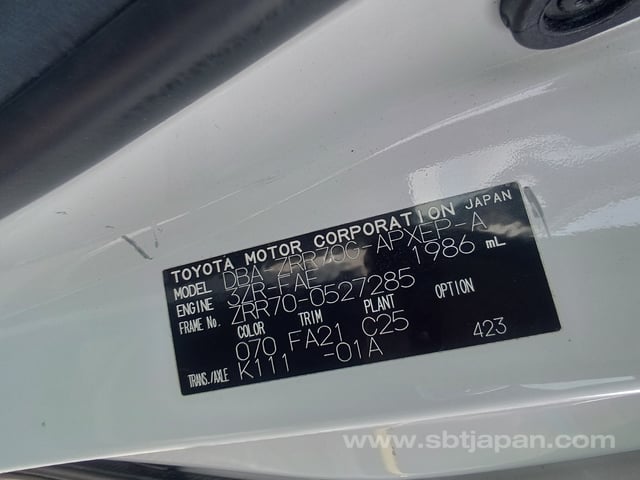 TOYOTA MOTOR CORPORATION JAPAN
MODEL DBA-ZRR70G-APXEP-A
ENGINE 3ZR-FAE 1986 mL
FRAME No. ZRR70-0527285
COLOR TRIM PLANT OPTION
070 FA21 C25
TRANS./AXLE K111 -01A 423
www.sbtjapan.com